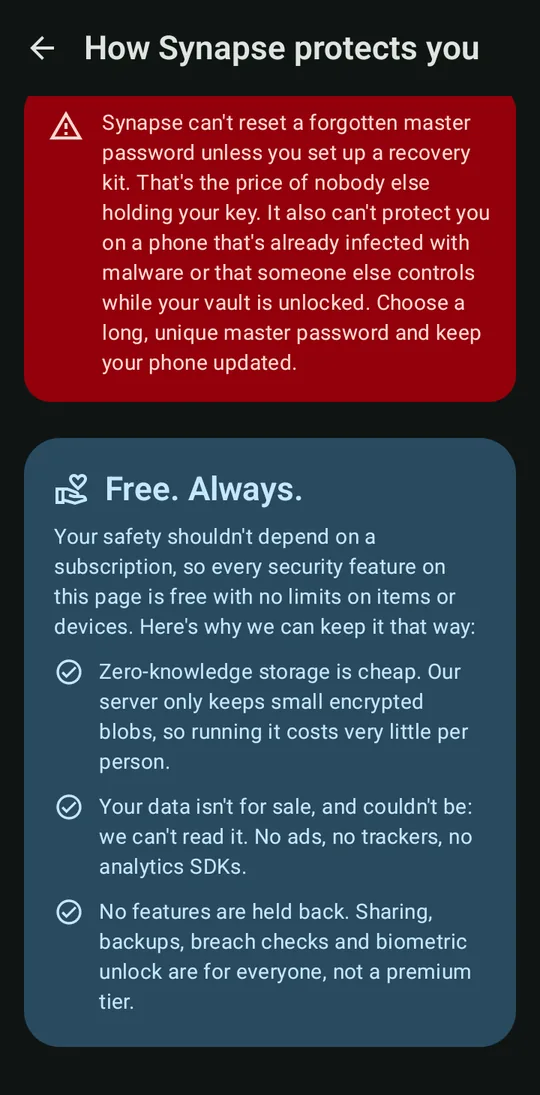 How Synapse protects you
Synapse can't reset a forgotten master
password unless you set up a recovery
kit. That's the price of nobody else
holding your key. It also can't protect you
on a phone that's already infected with
malware or that someone else controls
while your vault is unlocked. Choose a
long, unique master password and keep
your phone updated.
Free. Always.
Your safety shouldn't depend on a
subscription, so every security feature on
this page is free with no limits on items or
devices. Here's why we can keep it that way:
Zero-knowledge storage is cheap. Our
server only keeps small encrypted
blobs, so running it costs very little per
person.
Your data isn't for sale, and couldn't be:
we can't read it. No ads, no trackers, no
analytics SDKs.
No features are held back. Sharing,
backups, breach checks and biometric
unlock are for everyone, not a premium
tier.